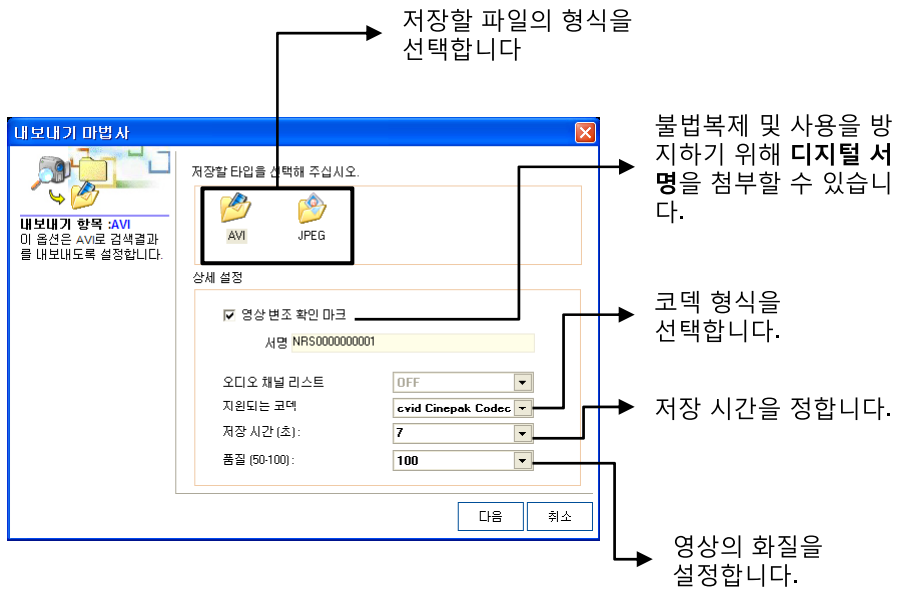 저장할 파일의 형식을
선택합니다
내보내기 마법사
저장할 타입을 선택해 주십시오.
AVI
JPEG
내보내기 항목 :AVI
이 옵션은 AVI로 검색결과
를 내보내도록 설정합니다.
상세 설정
영상 변조 확인 마크
서명 NRS0000000001
오디오 채널 리스트 OFF
지원되는 코덱 cvid Cinepak Codec
저장 시간 (초) : 7
품질 (50-100) : 100
다음
취소
불법복제 및 사용을 방
지하기 위해 디지털 서
명을 첨부할 수 있습니
다.
코덱 형식을
선택합니다.
저장 시간을 정합니다.
영상의 화질을
설정합니다.